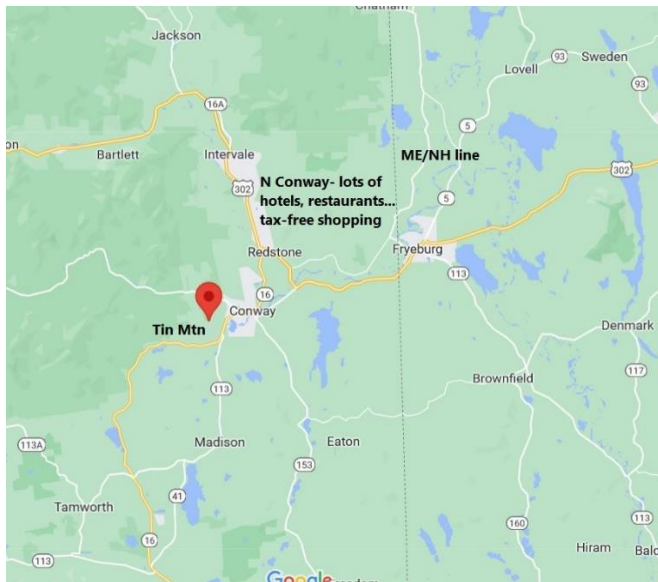 Chatham
Jackson
93
Sweden
Lovell
16A
5
on
Bartlett
Intervale
ME/NH line
302
302
N Conway- lots of
hotels, restaurants...
tax-free shopping
5
Redstone
Fryeburg
113
16
Conway
Tin Mtn
93
Denmark
117
Brownfield
113
113A
Madison
Eaton
153
41
Tamworth
160
113
16
113
Hiram
Bald
Google
eedom